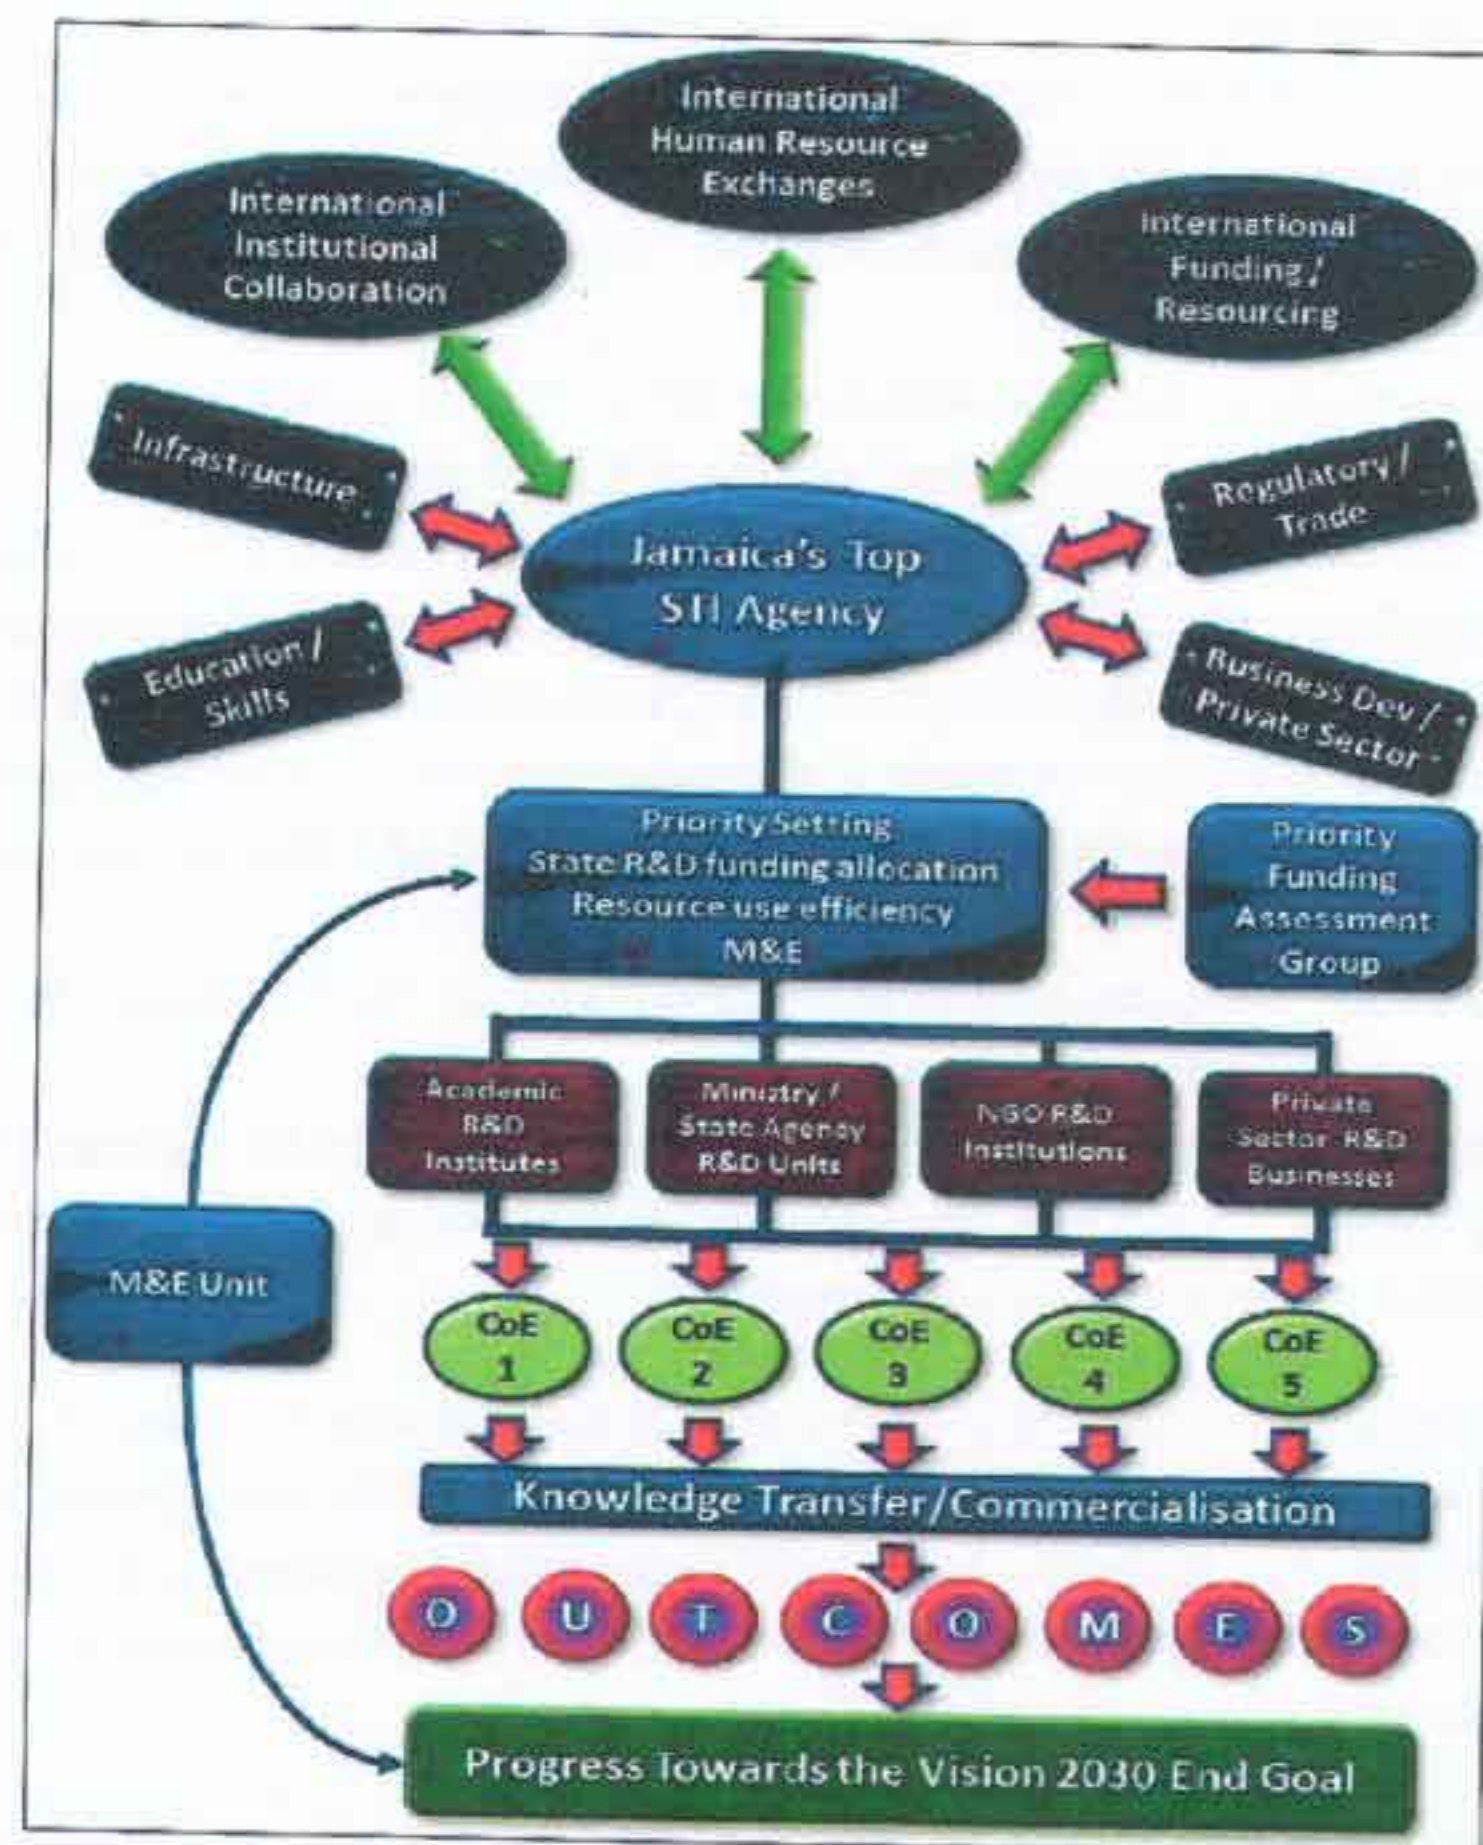 International
Human Resource
Exchanges
International
Institutional
Collaboration
International
Funding /
Resourcing
Infrastructure
Regulatory /
Trade
Jamaica's Top
STI Agency
Education /
Skills
Business Dev /
Private Sector
Priority Setting
State R&D funding allocation
Resource use efficiency
M&E
Priority
Funding
Assessment
Group
Academic
R&D
Institutes
Ministry /
State Agency
R&D Units
NGO R&D
Institutions
Private
Sector R&D
Businesses
M&E Unit
CoE
1
CoE
2
CoE
3
CoE
4
CoE
5
Knowledge Transfer/Commercialisation
O U T C O M E S
Progress Towards the Vision 2030 End Goal